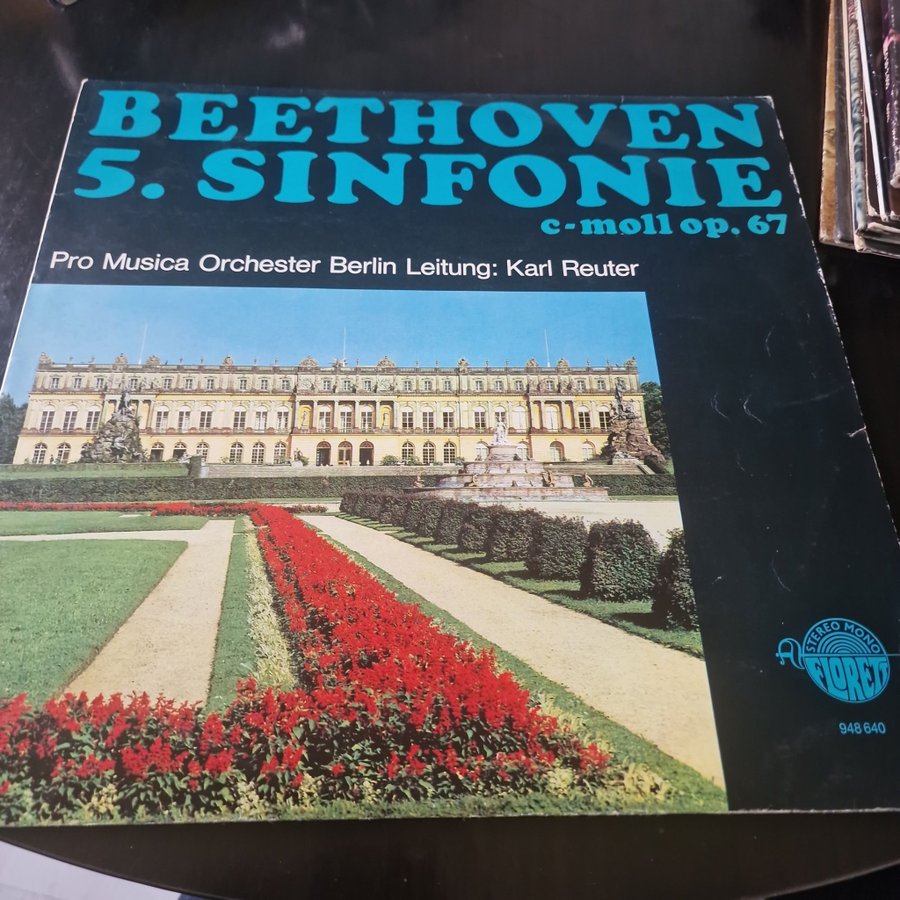 BEETHOVEN
5. SINFONIE
c-moll op. 67
Pro Musica Orchester Berlin Leitung: Karl Reuter
STEREO MONO
FLORETT
948 640